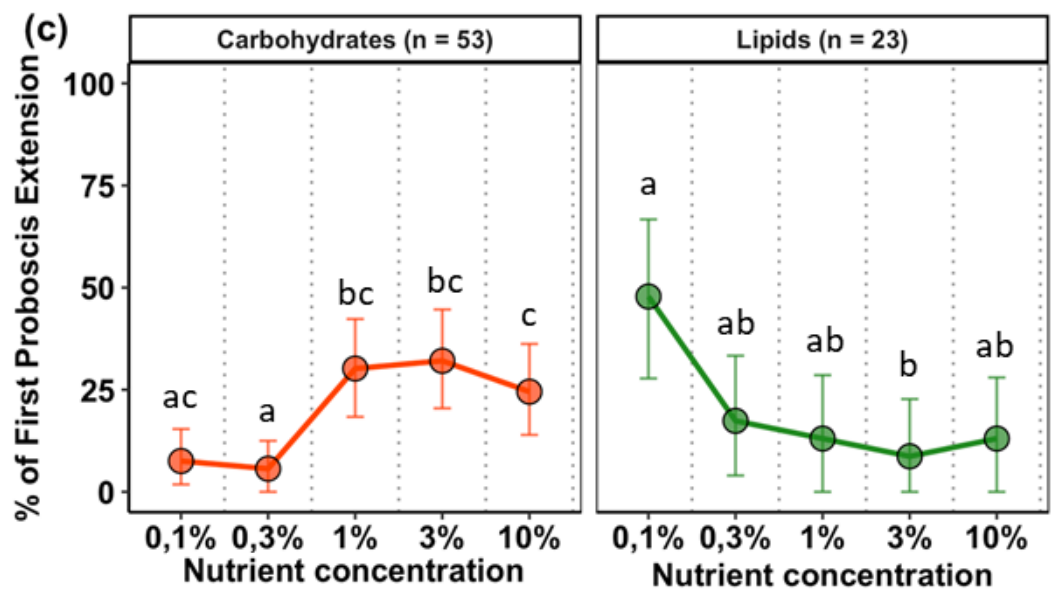 (c)
Carbohydrates (n = 53)
Lipids (n = 23)
% of First Proboscis Extension
100
75
50
25
0
ac
a
bc
bc
c
a
ab
ab
b
ab
0,1%
0,3%
1%
3%
10%
0,1%
0,3%
1%
3%
10%
Nutrient concentration
Nutrient concentration